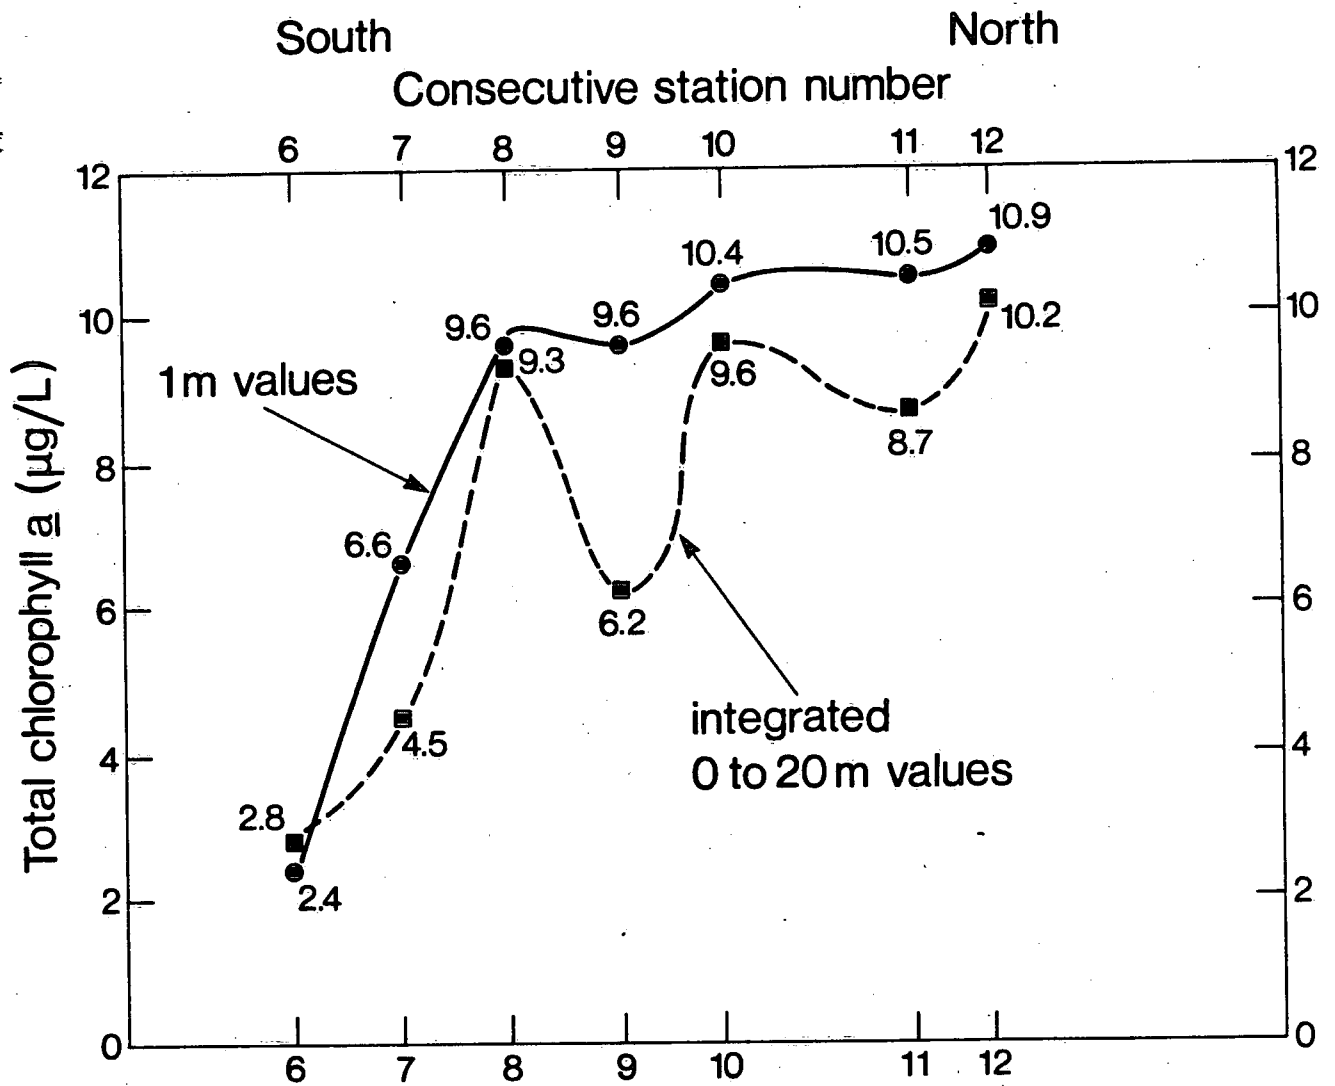 South
North
Consecutive station number
6 7 8 9 10 11 12
12 12
10.9
10.4 10.5
10 9.6 9.6 10.2 10
9.3
9.6
1m values
8.7
8 8
6.6
6 6
6.2
integrated
0 to 20 m values
4.5
4 4
2.8
2.4
2 2
0 0
6 7 8 9 10 11 12
Total chlorophyll a (µg/L)